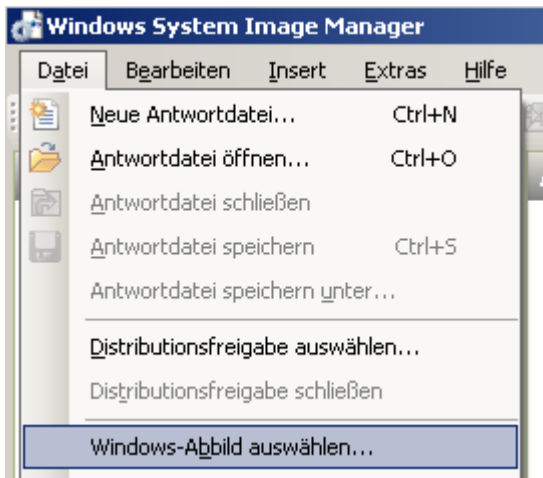 Windows System Image Manager
Datei Bearbeiten Insert Extras Hilfe
Neue Antwortdatei... Ctrl+N
Antwortdatei öffnen... Ctrl+O
Antwortdatei schließen
Antwortdatei speichern Ctrl+S
Antwortdatei speichern unter...
Distributionsfreigabe auswählen...
Distributionsfreigabe schließen
Windows-Abbild auswählen...